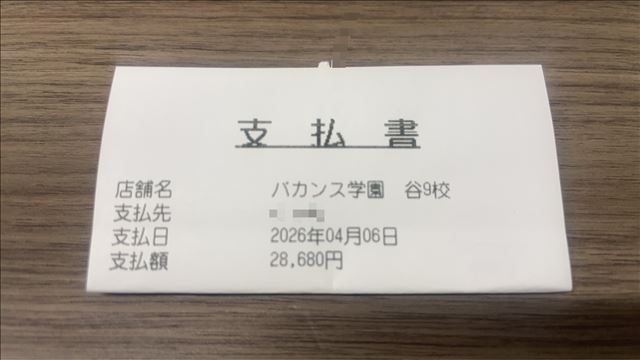 支払書
店舗名 バカンス学園 谷9校
支払先
支払日 2026年04月06日
支払額 28,680円